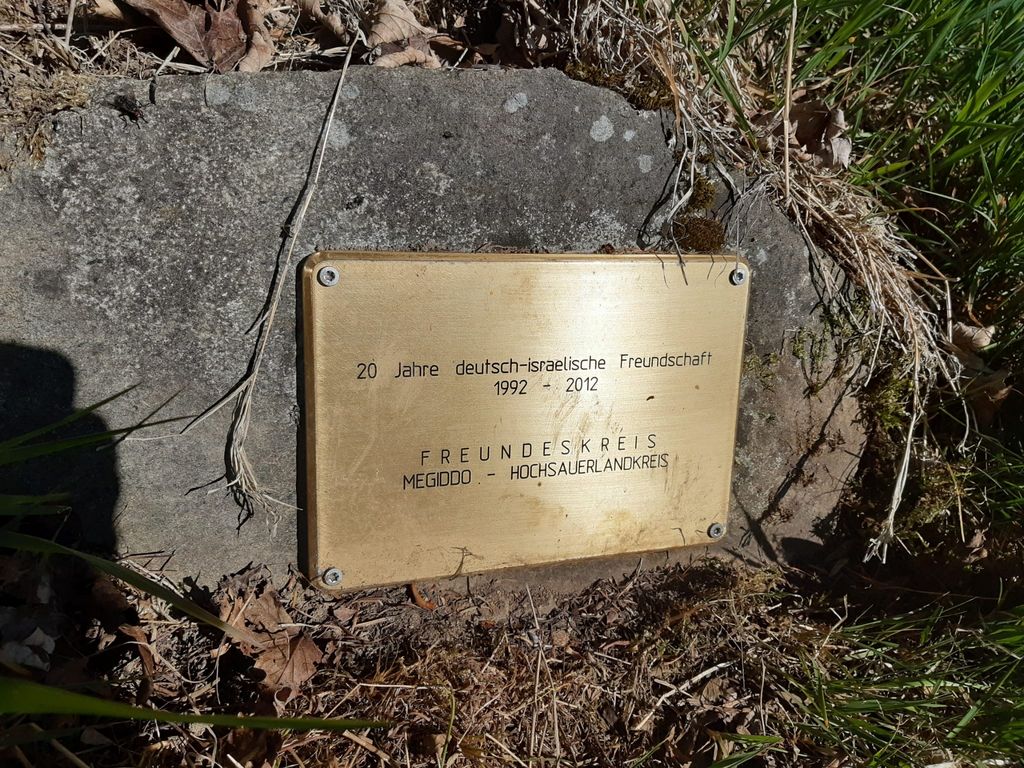 20 Jahre deutsch-israelische Freundschaft
1992 - 2012
FREUNDESKREIS
MEGIDDO - HOCHSAUERLANDKREIS